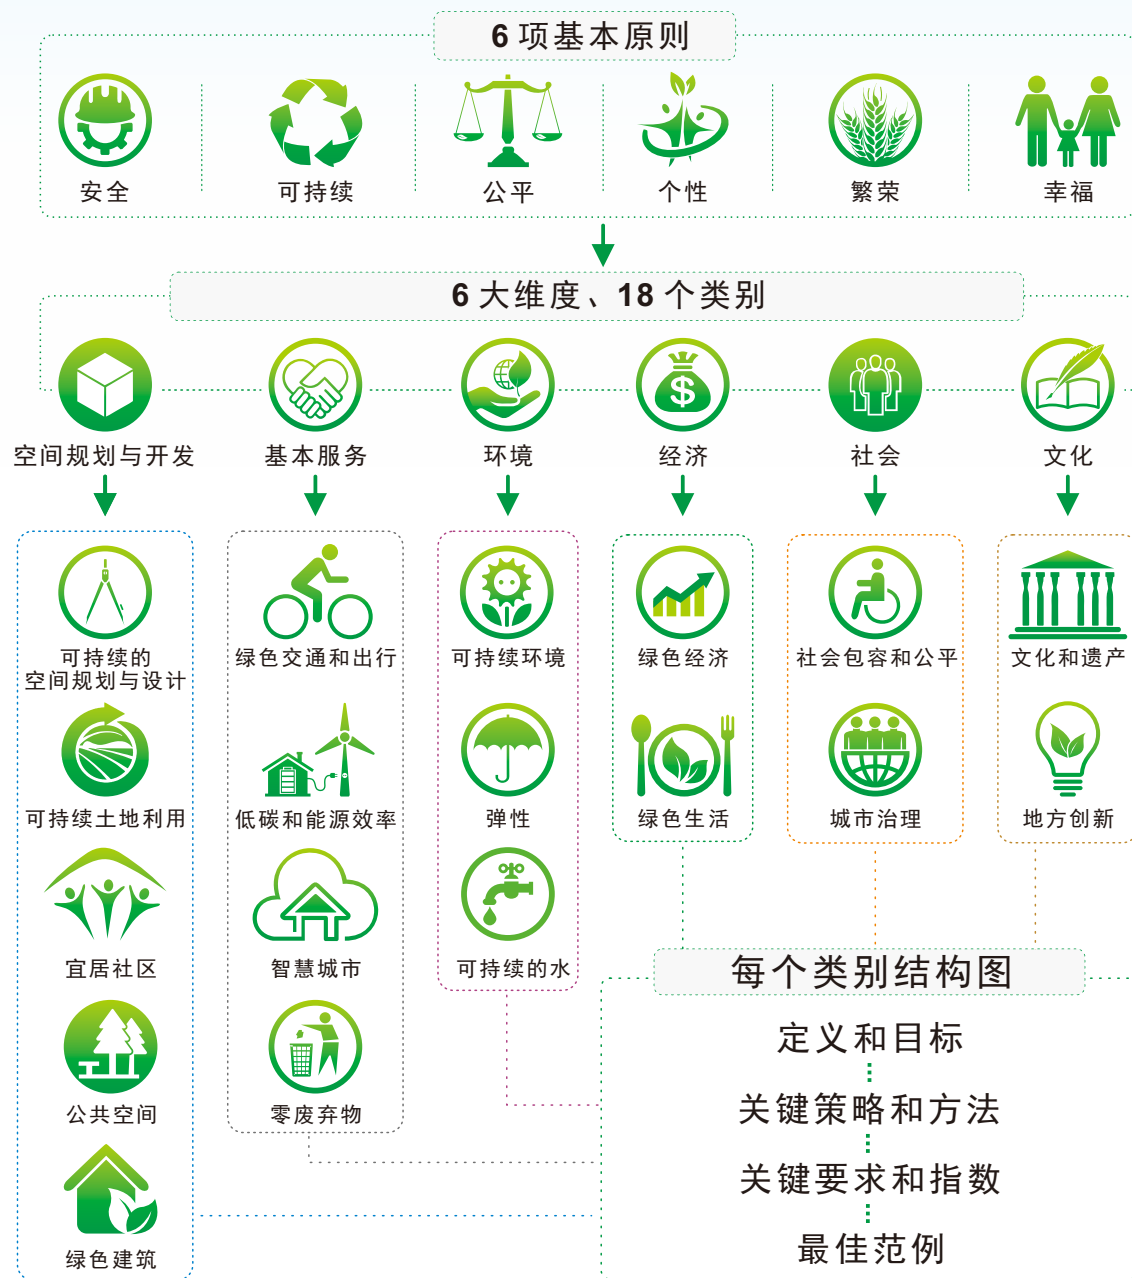 6 项基本原则
安全
可持续
公平
个性
繁荣
幸福
6 大维度、18 个类别
空间规划与开发
基本服务
环境
经济
社会
文化
可持续的
空间规划与设计
绿色交通和出行
可持续环境
绿色经济
社会包容和公平
文化和遗产
可持续土地利用
低碳和能源效率
弹性
绿色生活
城市治理
地方创新
宜居社区
智慧城市
可持续的水
公共空间
零废弃物
绿色建筑
每个类别结构图
定义和目标
关键策略和方法
关键要求和指数
最佳范例